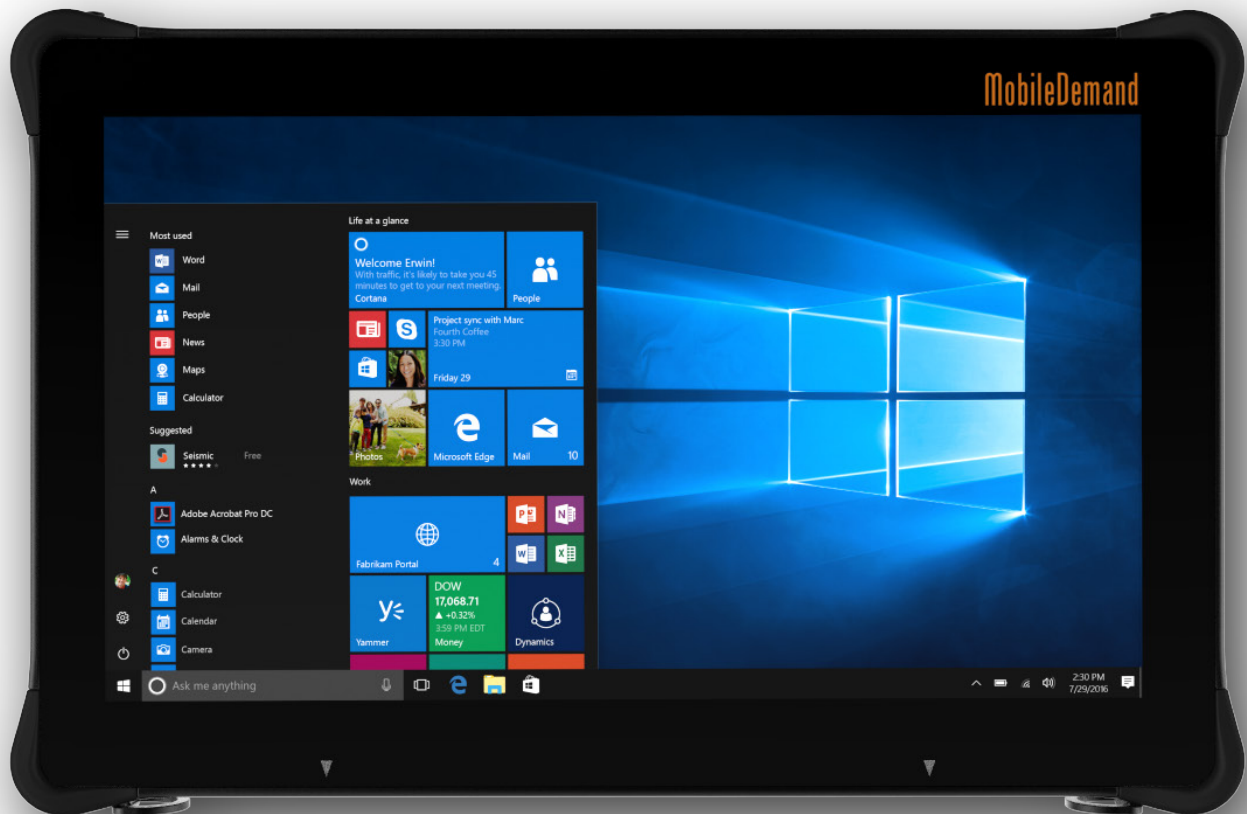 MobileDemand
Most used
Word
Mail
People
News
Maps
Calculator
Suggested
Seismic Free
A
Adobe Acrobat Pro DC
Alarms & Clock
C
Calculator
Calendar
Camera
Life at a glance
Welcome Erwin!
With traffic, it's likely to take you 45
minutes to get to your next meeting.
Cortana
People
Project sync with Marc
Fourth Coffee
3:30 PM
Friday 29
Photos
Microsoft Edge
Mail 10
Work
Fabrikam Portal 4
Yammer
DOW
17,068.71
▲ +0.32%
3:59 PM EDT
Money
Dynamics
Ask me anything
2:30 PM
7/29/2016